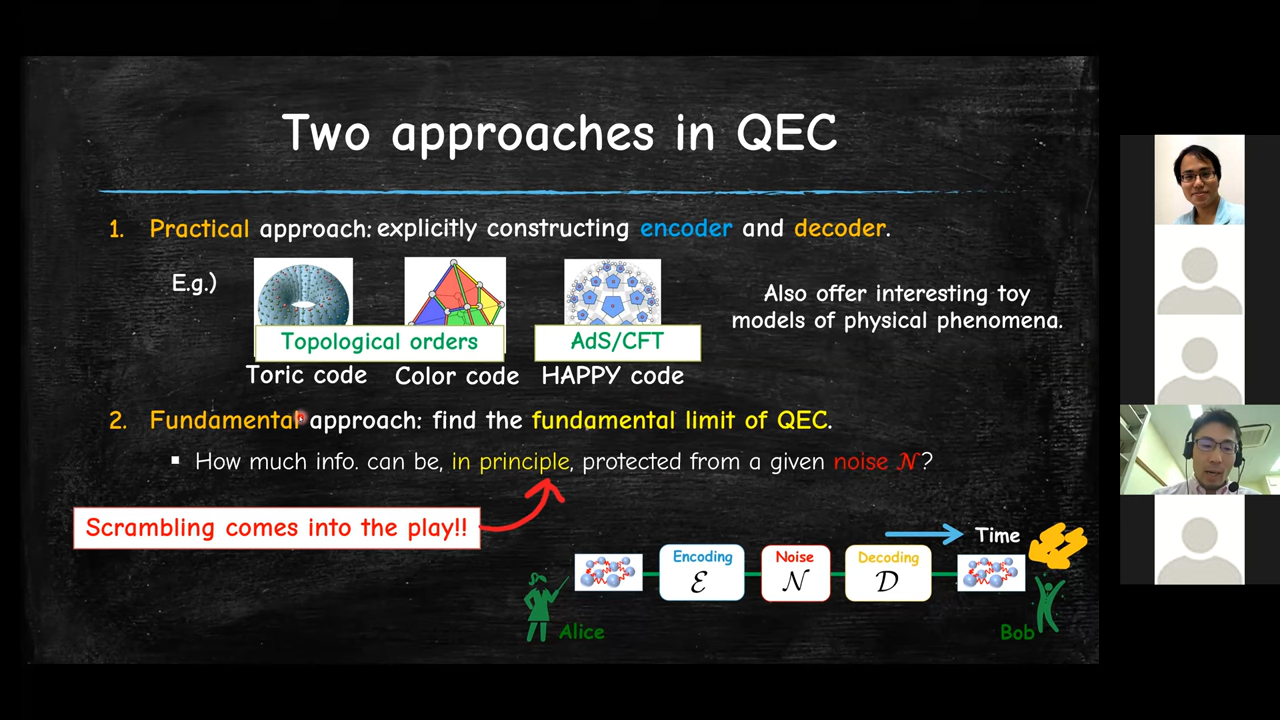 Two approaches in QEC
1. Practical approach: explicitly constructing encoder and decoder.
E.g.)
Also offer interesting toy
models of physical phenomena.
Topological orders
AdS/CFT
Toric code
Color code
HAPPY code
2. Fundamental approach: find the fundamental limit of QEC.
▪ How much info. can be, in principle, protected from a given noise 𝒩?
Scrambling comes into the play!!
Time
Encoding
ℰ
Noise
𝒩
Decoding
𝒟
Alice
Bob